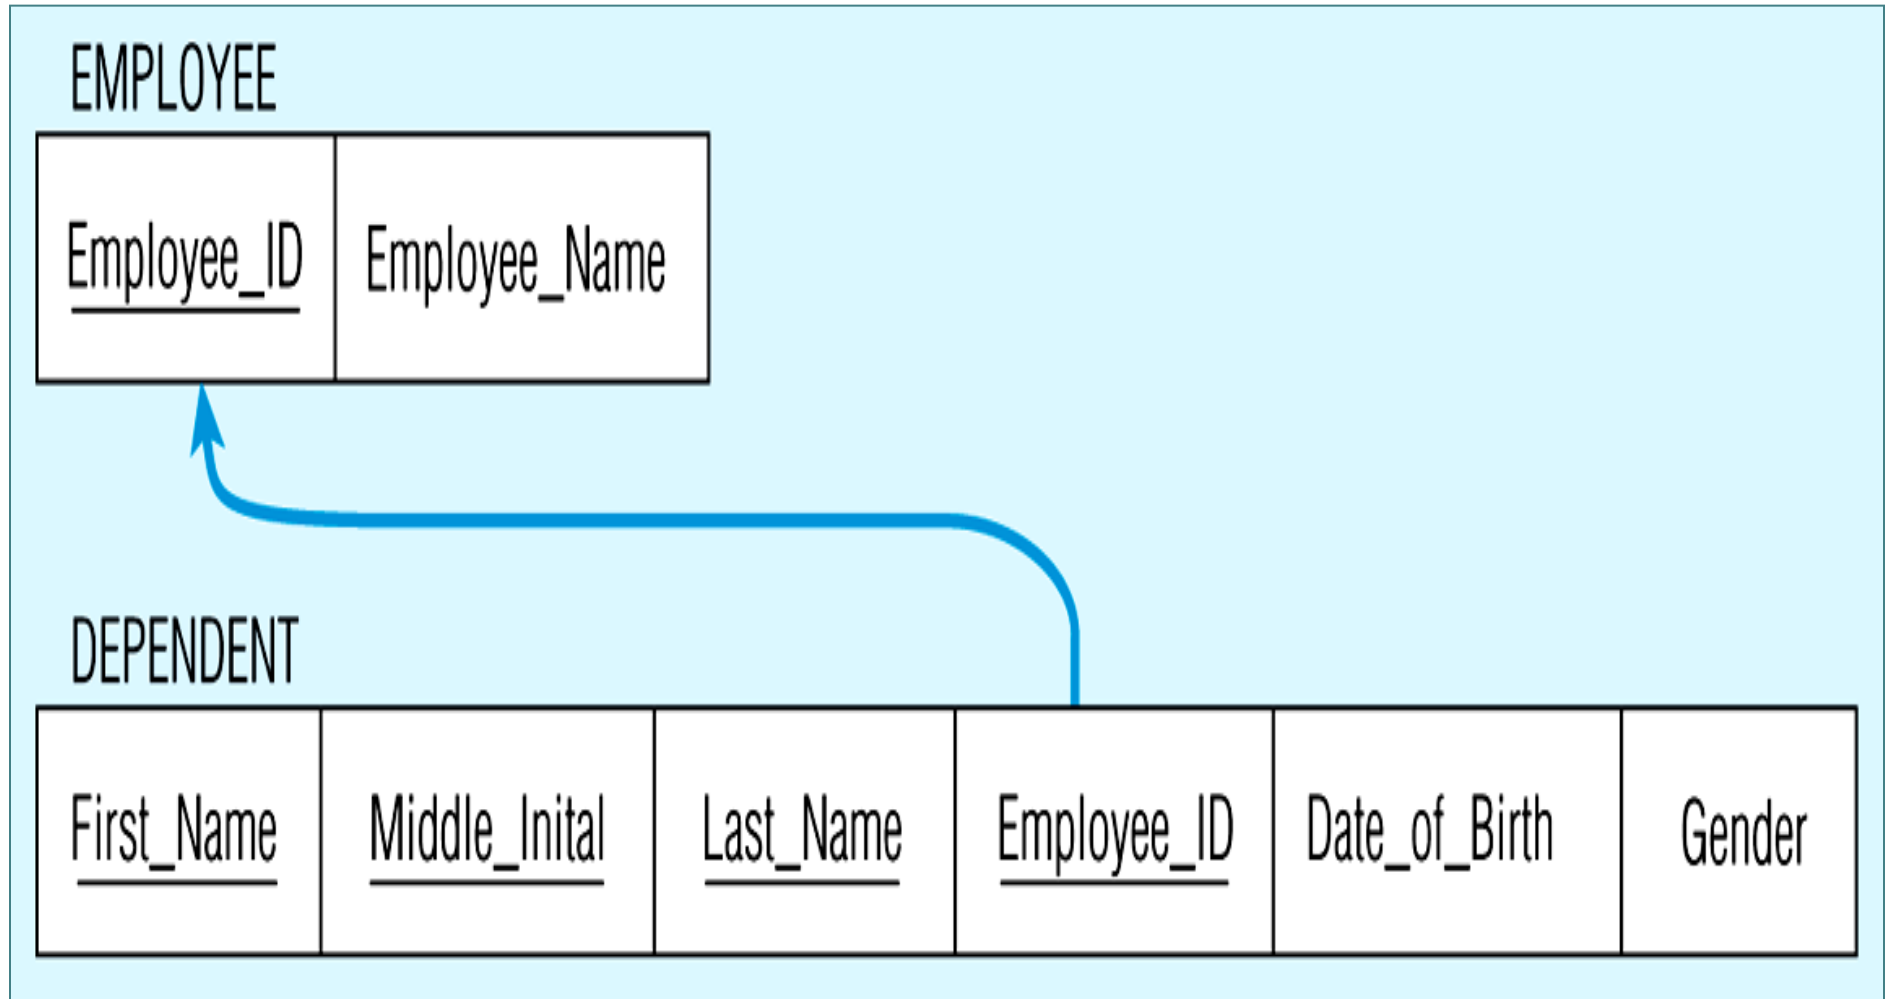 EMPLOYEE
Employee_ID Employee_Name
DEPENDENT
First_Name Middle_Inital Last_Name Employee_ID Date_of_Birth Gender